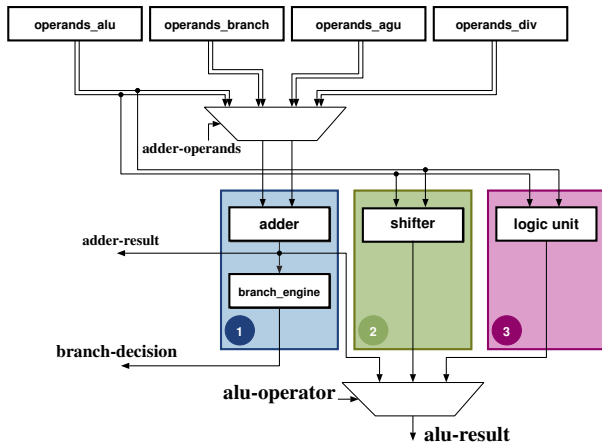 operands_alu
operands_branch
operands_agu
operands_div
adder-operands
adder
shifter
logic unit
adder-result
branch_engine
1
2
3
branch-decision
alu-operator
alu-result